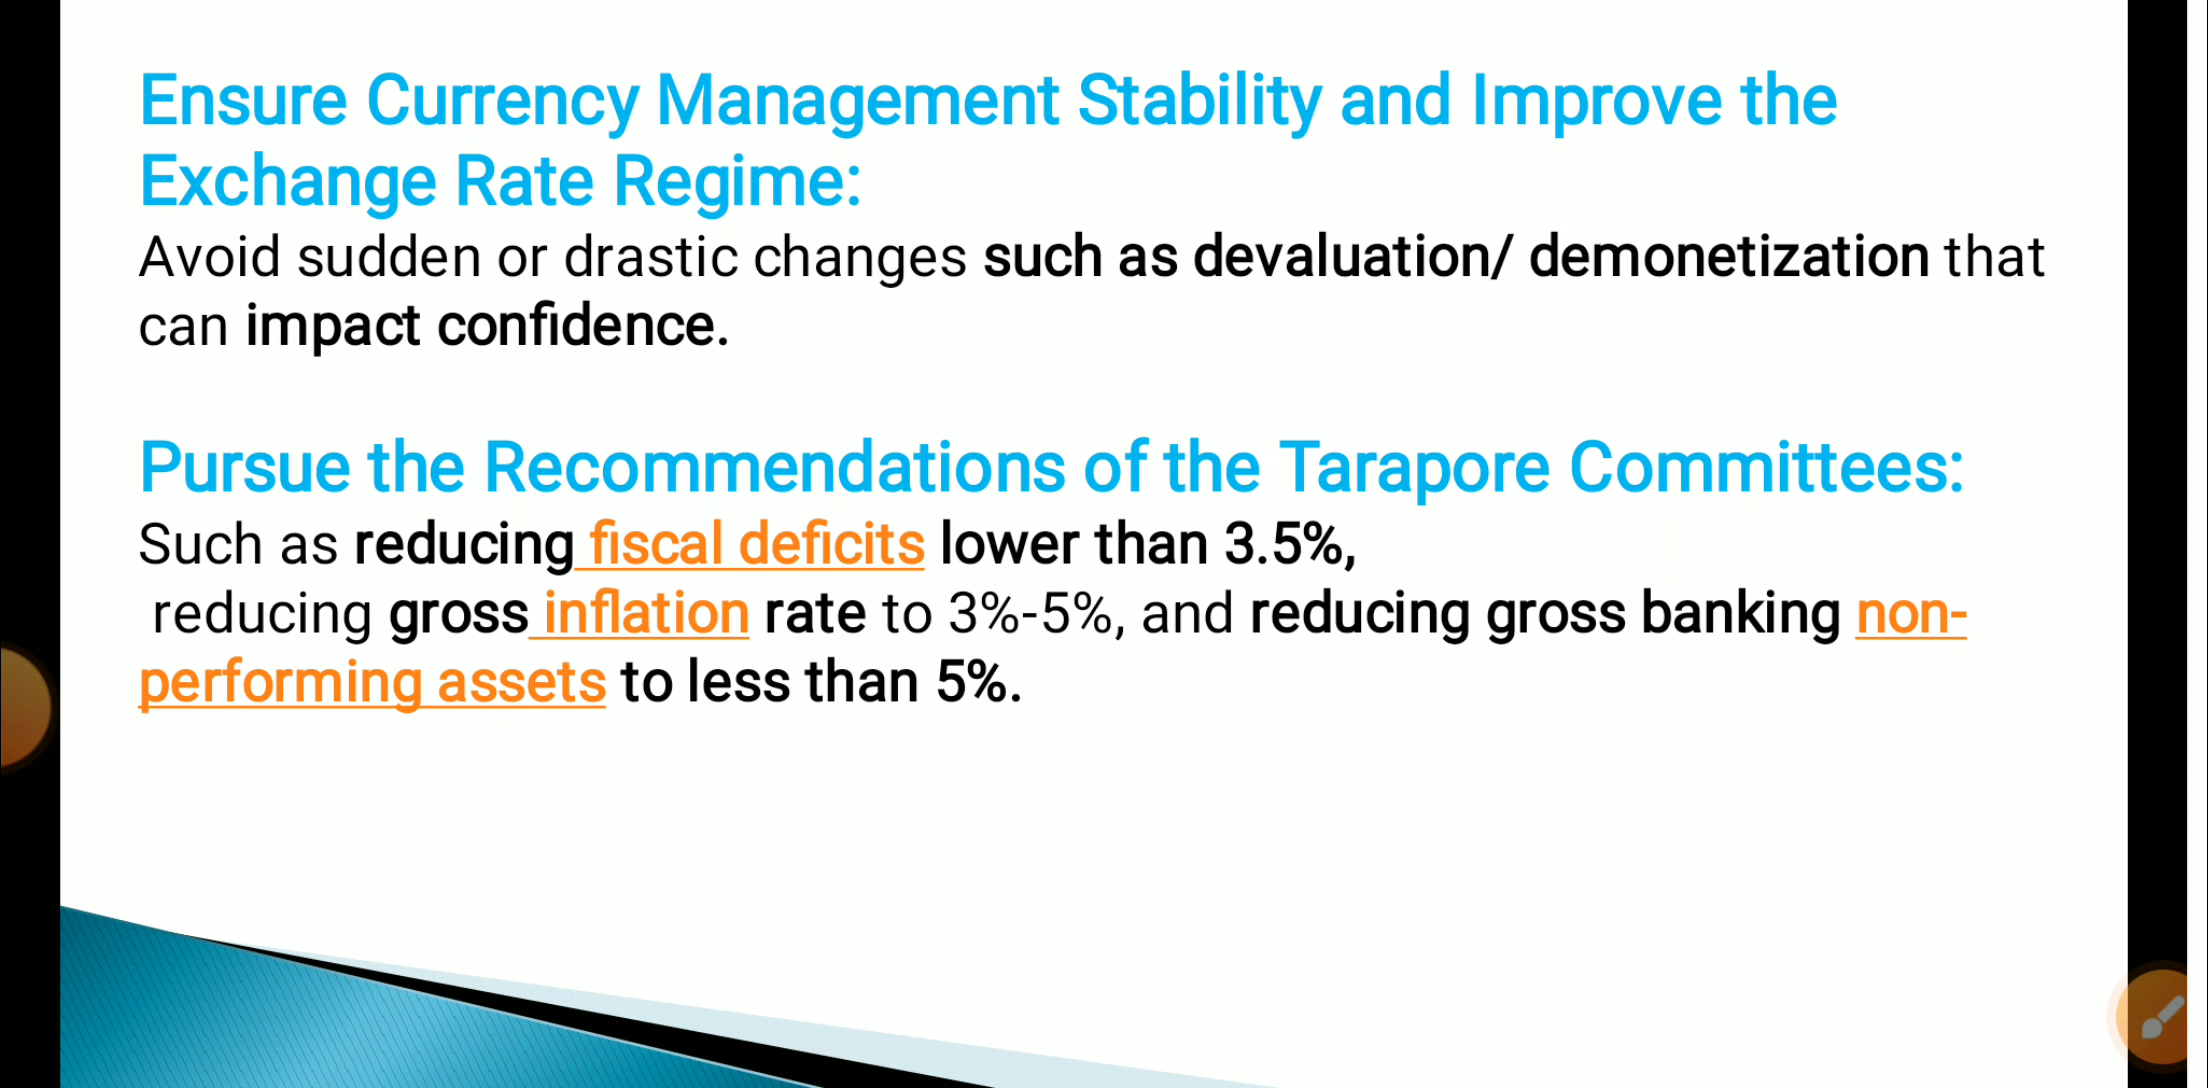 Ensure Currency Management Stability and Improve the
Exchange Rate Regime:
Avoid sudden or drastic changes such as devaluation/ demonetization that
can impact confidence.
Pursue the Recommendations of the Tarapore Committees:
Such as reducing fiscal deficits lower than 3.5%,
reducing gross inflation rate to 3%-5%, and reducing gross banking non-
performing assets to less than 5%.